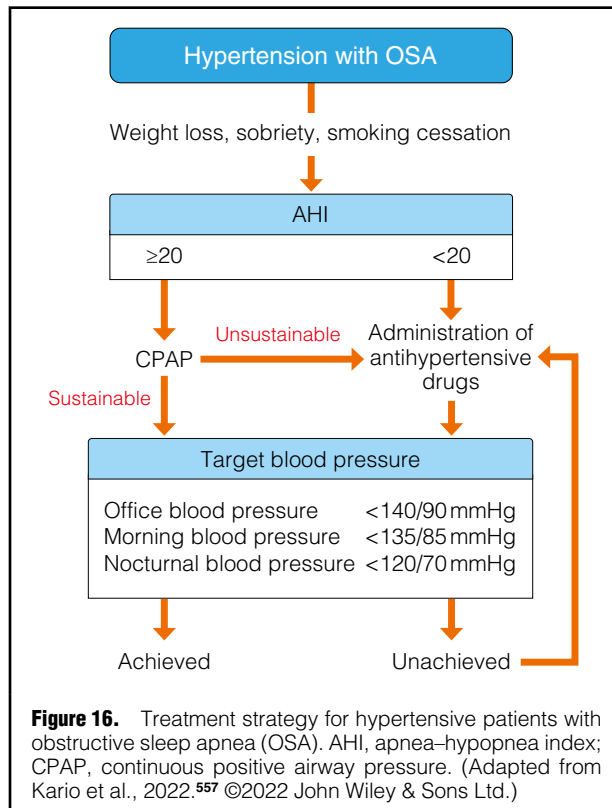 Hypertension with OSA
Weight loss, sobriety, smoking cessation
AHI
≥20 <20
Unsustainable
CPAP
Administration of
antihypertensive
drugs
Sustainable
Target blood pressure
Office blood pressure <140/90 mmHg
Morning blood pressure <135/85 mmHg
Nocturnal blood pressure <120/70 mmHg
Achieved Unachieved
Figure 16. Treatment strategy for hypertensive patients with
obstructive sleep apnea (OSA). AHI, apnea–hypopnea index;
CPAP, continuous positive airway pressure. (Adapted from
Kario et al., 2022.557 ©2022 John Wiley & Sons Ltd.)